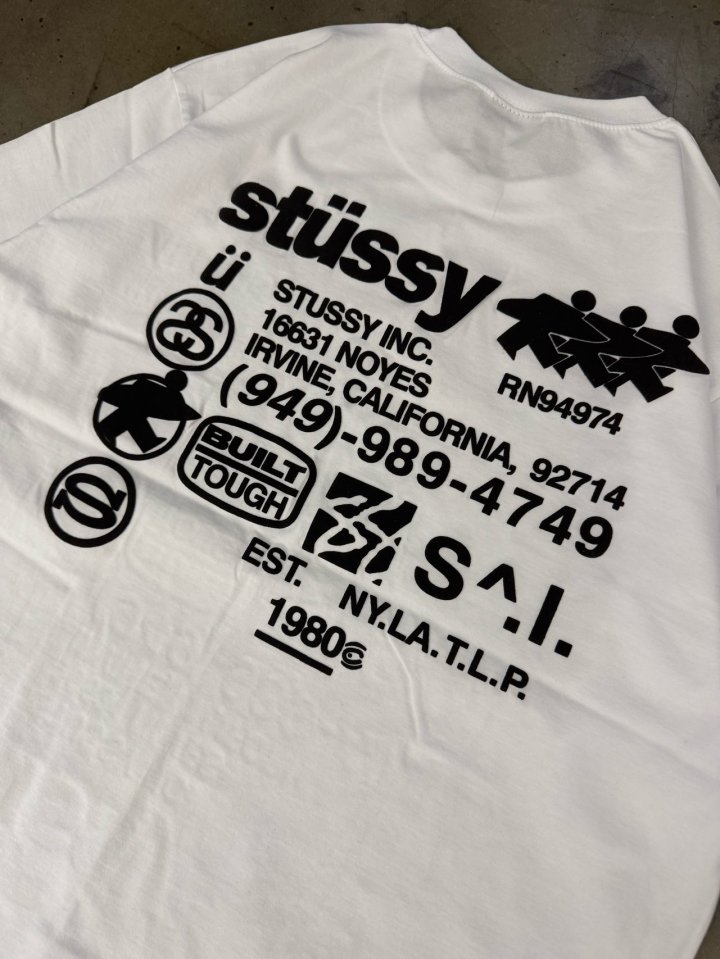 stüssy
ü
STUSSY INC.
16631 NOYES
IRVINE, CALIFORNIA, 92714
RN94974
(949)-989-4749
BUILT
TOUGH
S^.I.
EST.
NY.LA.T.L.P.
1980